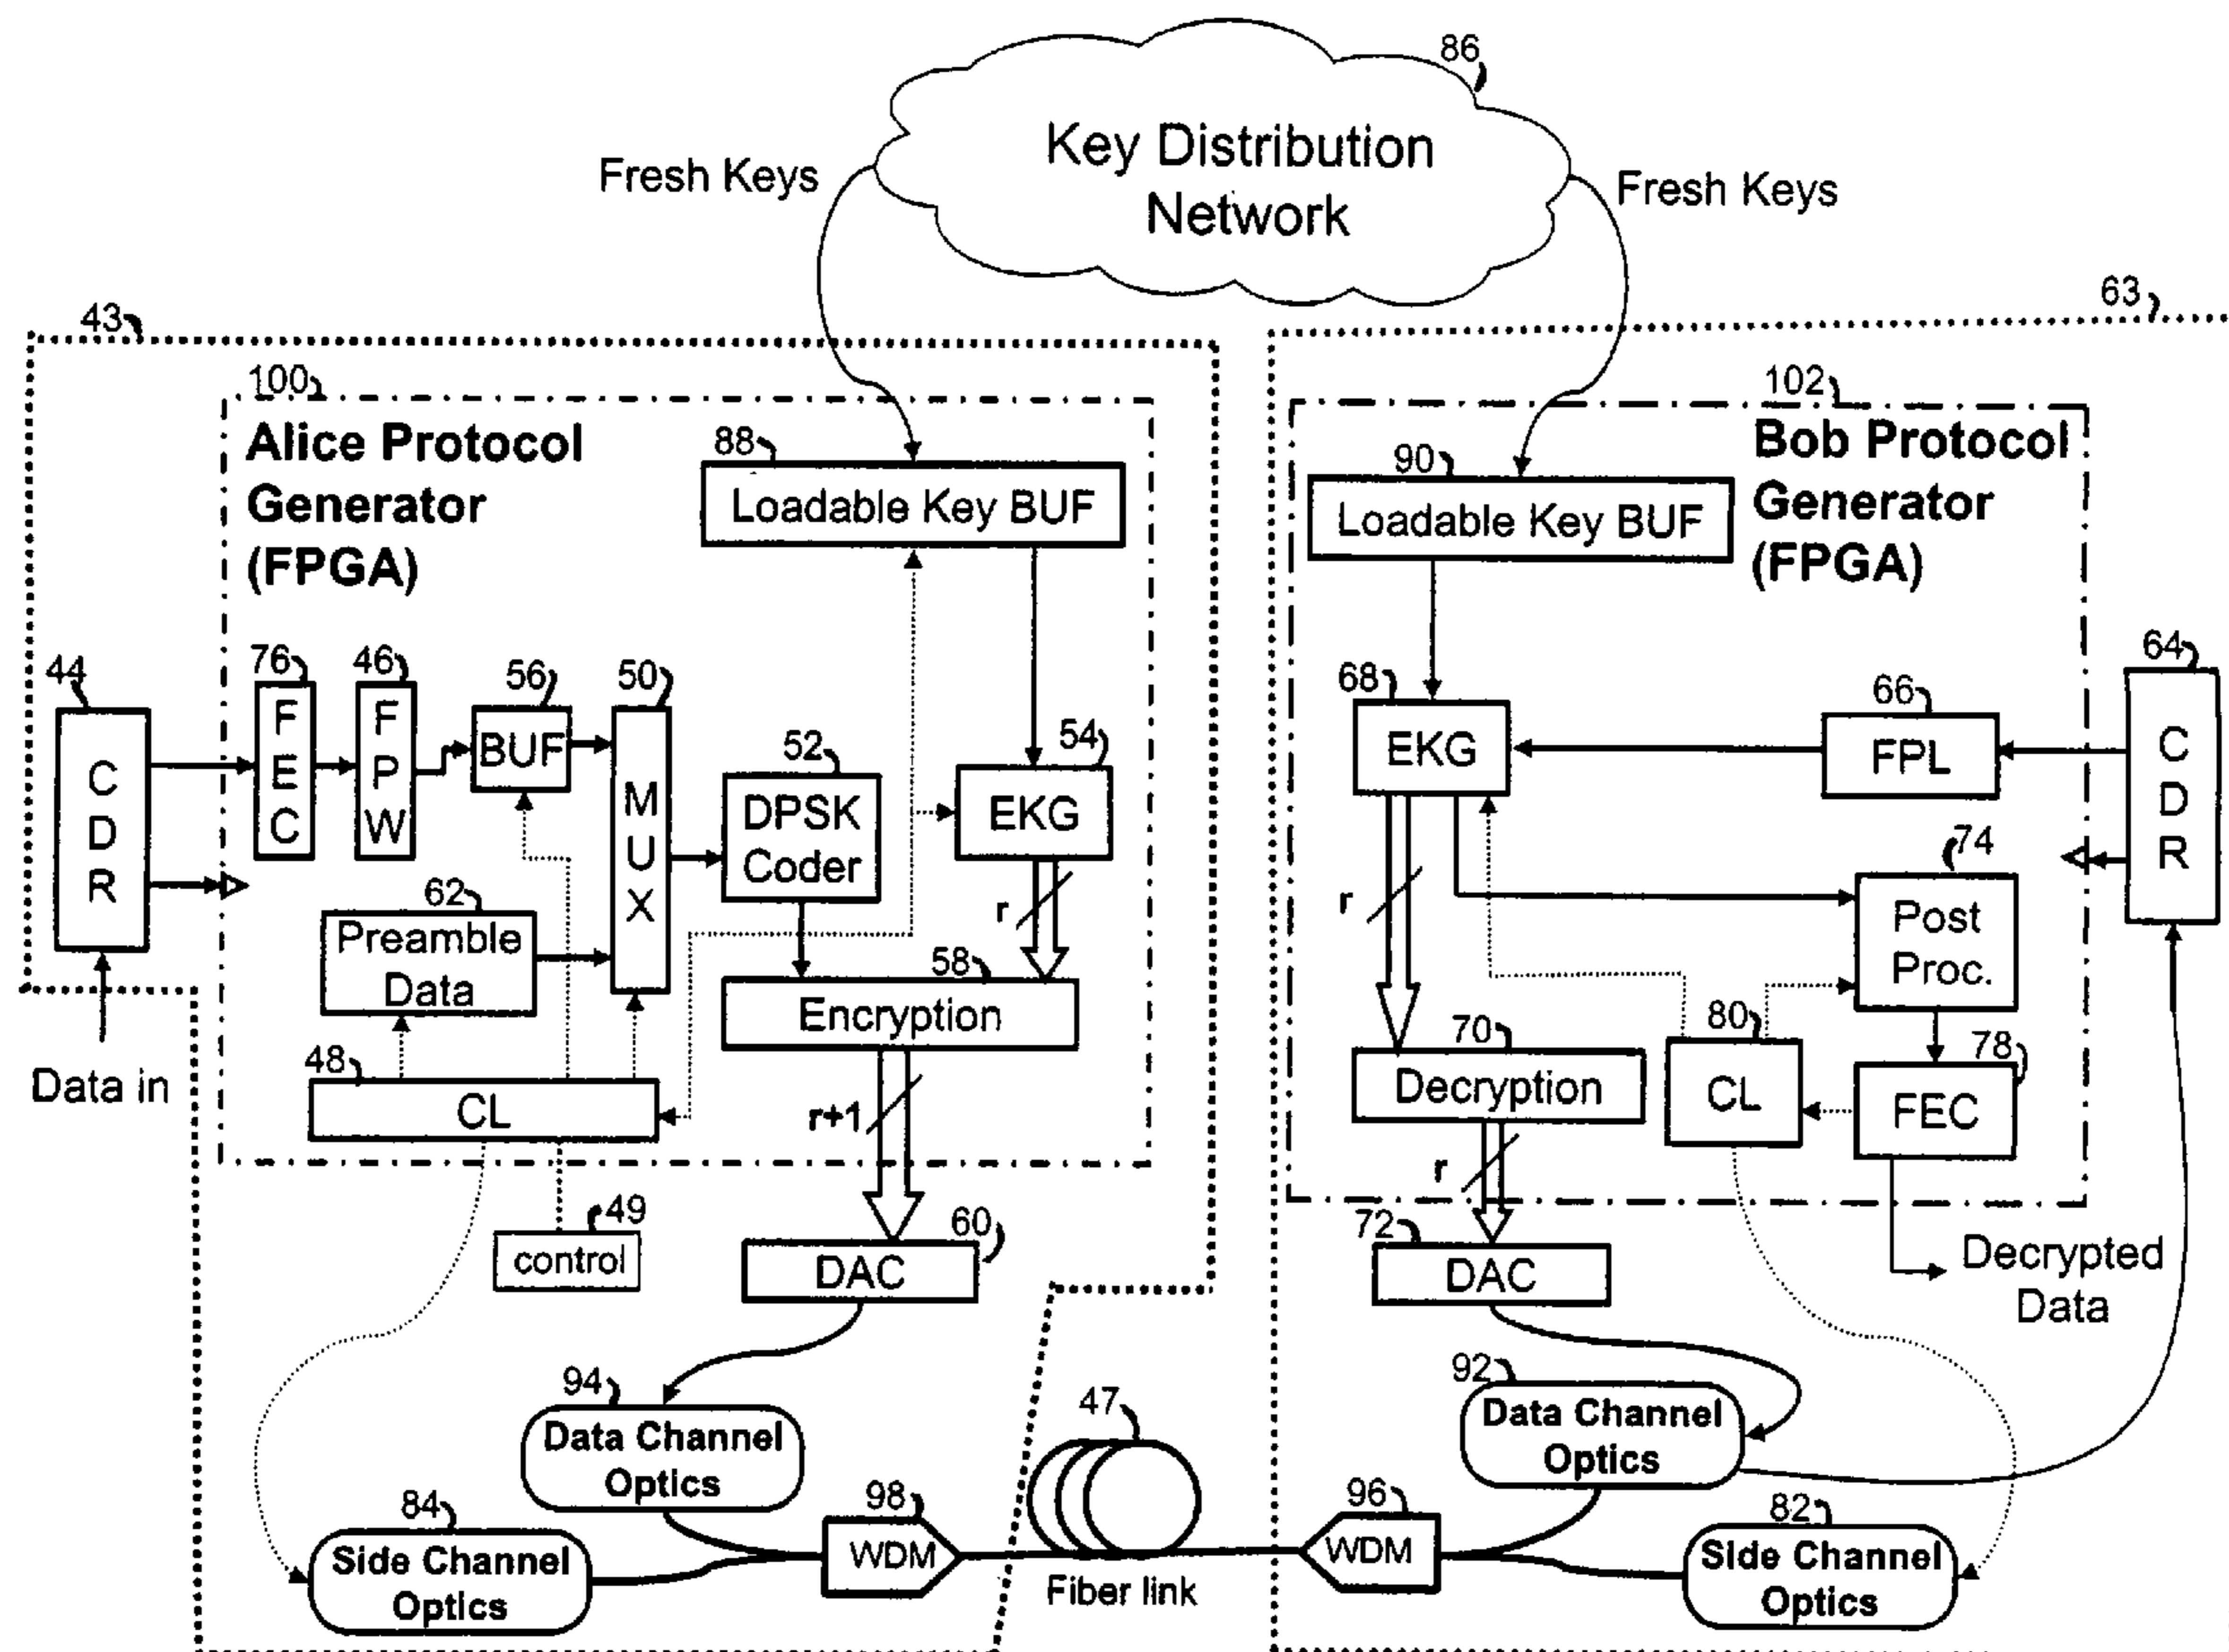 86
Key Distribution
Network
Fresh Keys
Fresh Keys
43
63
100
Alice Protocol
Generator
(FPGA)
88
Loadable Key BUF
102
Bob Protocol
Generator
(FPGA)
90
Loadable Key BUF
44
C
D
R
Data in
76
F
E
C
46
F
P
W
56
BUF
50
M
U
X
52
DPSK
Coder
54
EKG
r
62
Preamble
Data
58
Encryption
48
CL
r+1
49
control
60
DAC
94
Data Channel
Optics
84
Side Channel
Optics
98
WDM
47
Fiber link
68
EKG
66
FPL
64
C
D
R
r
74
Post
Proc.
70
Decryption
80
CL
78
FEC
r
72
DAC
Decrypted
Data
92
Data Channel
Optics
96
WDM
82
Side Channel
Optics